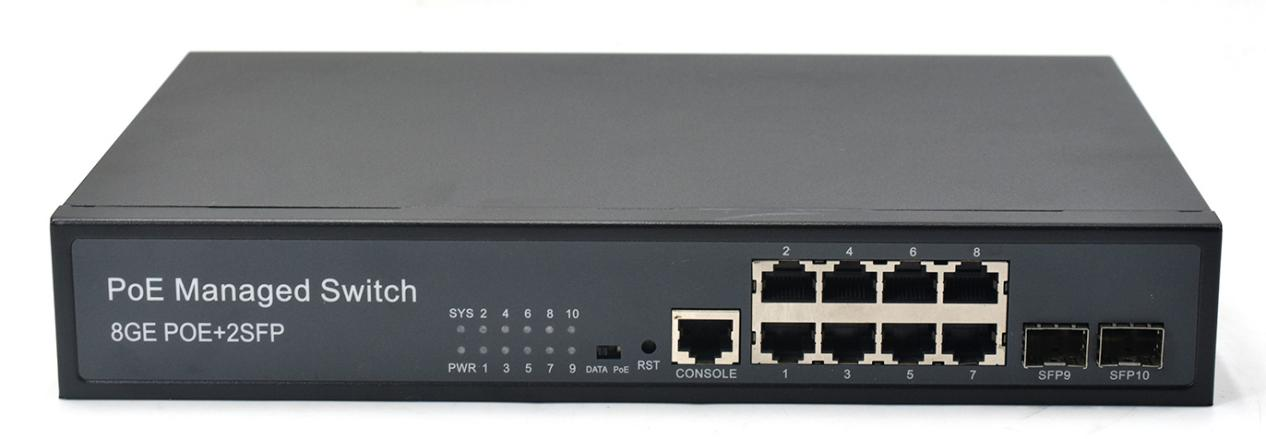 PoE Managed Switch
8GE POE+2SFP
SYS 2 4 6 8 10
PWR 1 3 5 7 9
DATA PoE
RST
CONSOLE
2 4 6 8
1 3 5 7
SFP9 SFP10